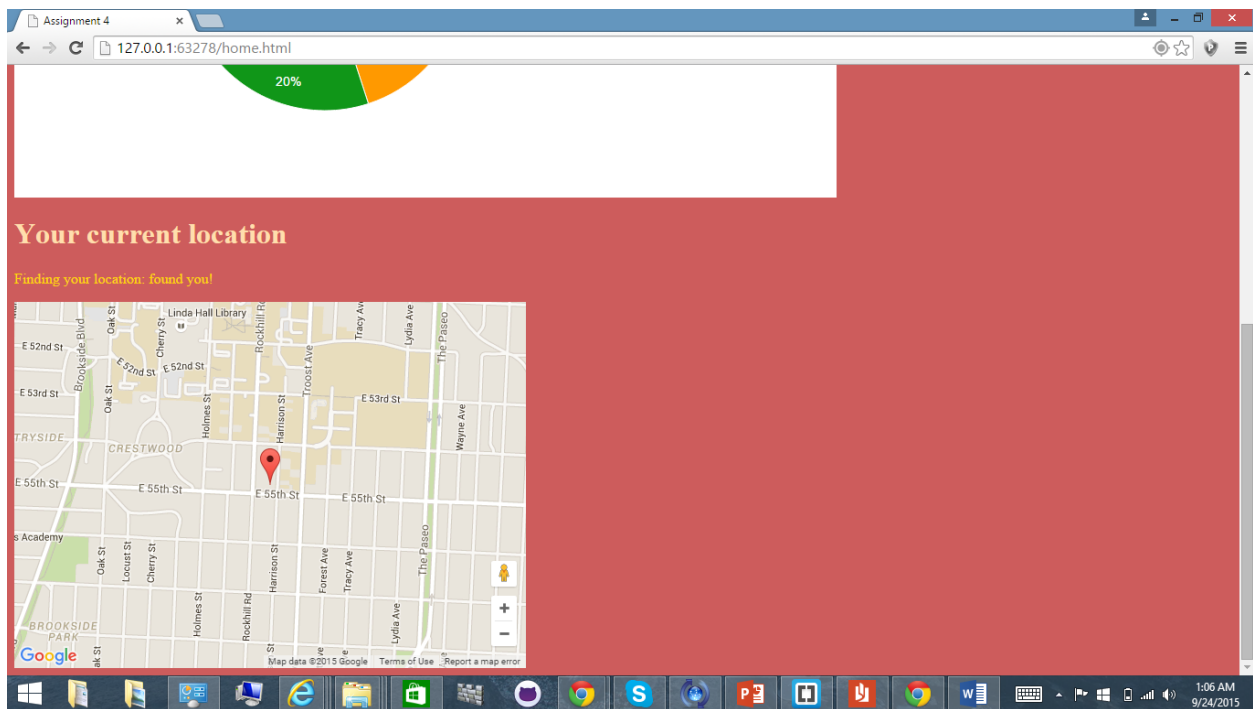 Assignment 4
127.0.0.1:63278/home.html
20%
Your current location
Finding your location: found you!
Linda Hall Library
Oak St
Cherry St
Rockhill Rd
Tracy Ave
Lydia Ave
The Paseo
Brookside Blvd
E 52nd St
E 52nd St
E 52nd St
Troost Ave
E 53rd St
E 53rd St
Oak St
Holmes St
Harrison St
Wayne Ave
TRYSIDE
CRESTWOOD
E 55th St
E 55th St
E 55th St
E 55th St
s Academy
Oak St
Locust St
Cherry St
Harrison St
Forest Ave
Tracy Ave
The Paseo
Holmes St
Rockhill Rd
Lydia Ave
BROOKSIDE
PARK
ak St
St
+
−
Google
Map data ©2015 Google
Terms of Use
Report a map error
1:06 AM
9/24/2015